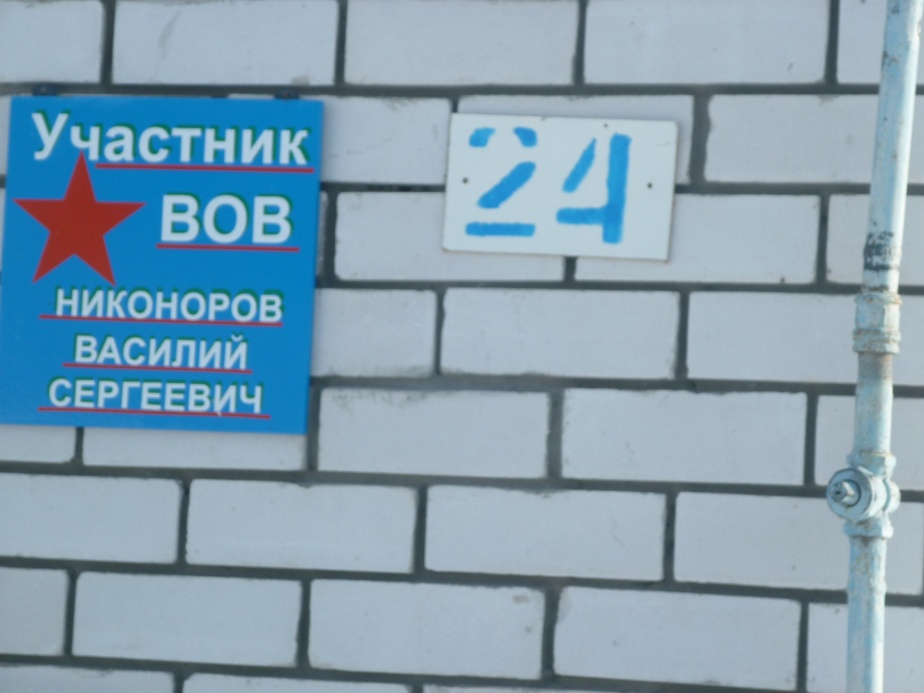 Участник
ВОВ
НИКОНОРОВ
ВАСИЛИЙ
СЕРГЕЕВИЧ
24